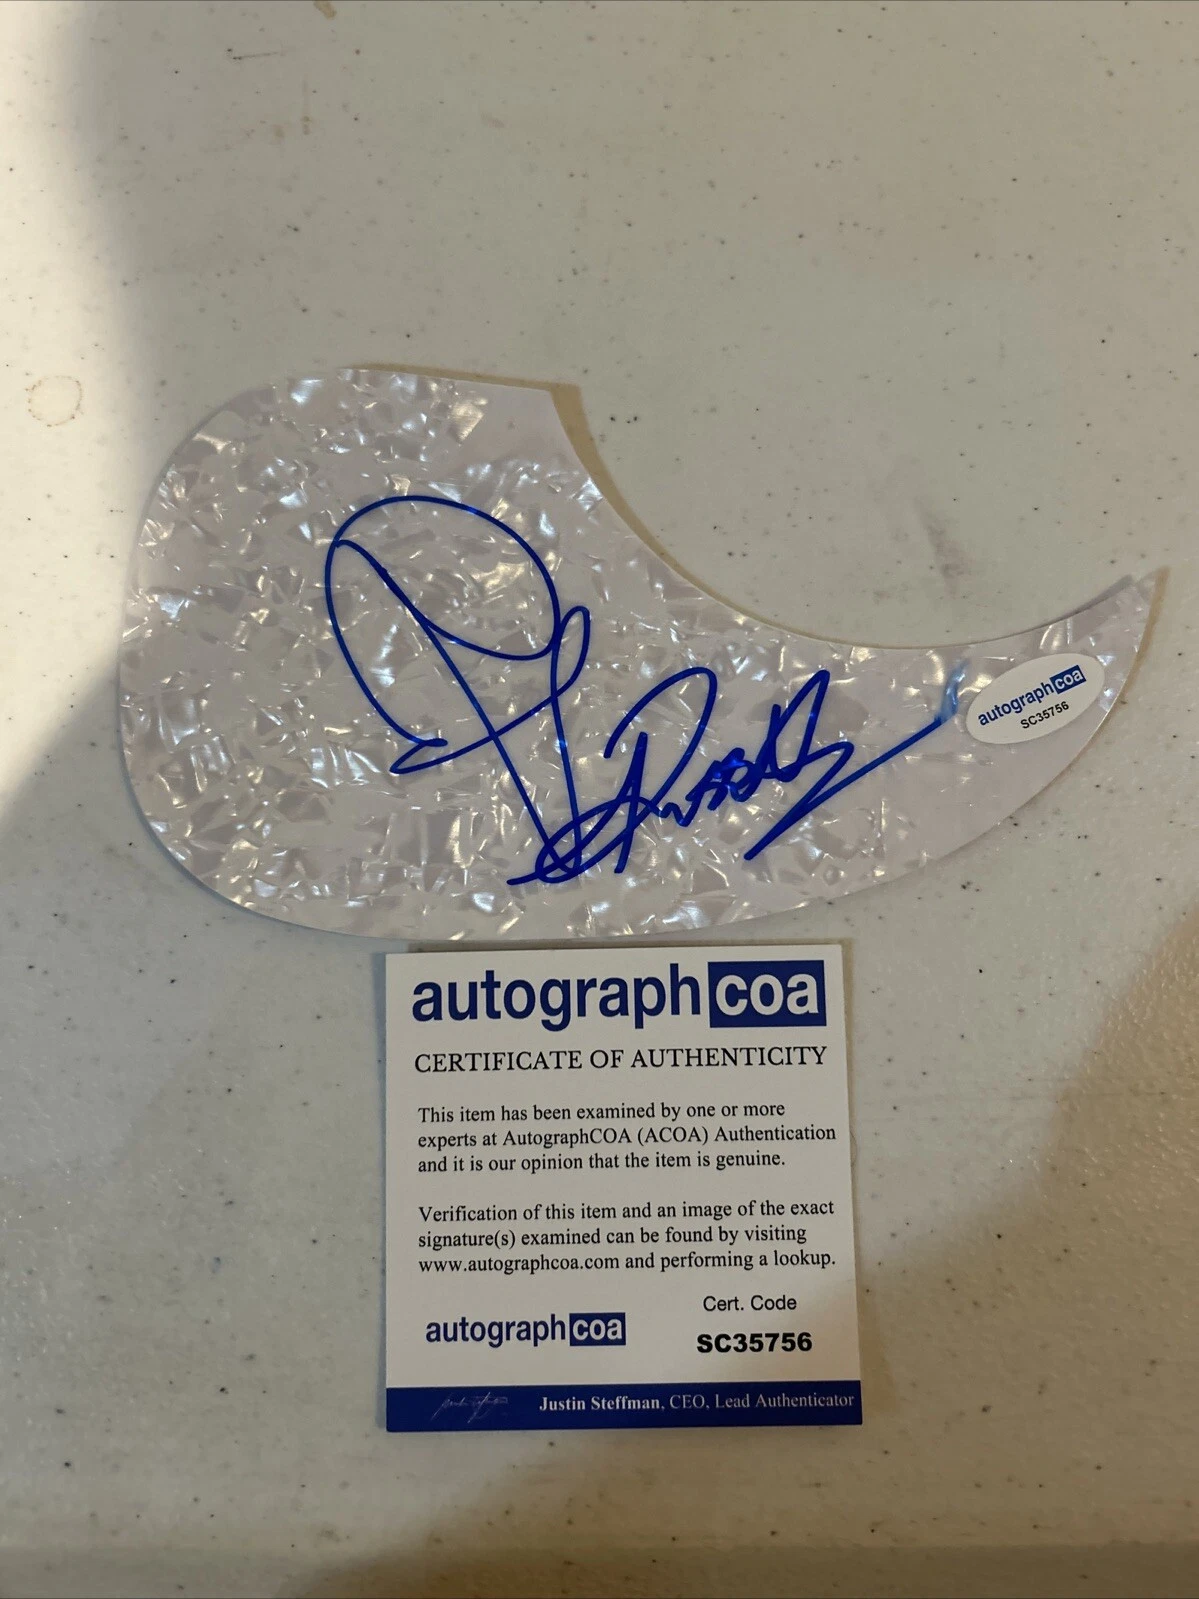 autographcoa
SC35756
autographcoa
CERTIFICATE OF AUTHENTICITY
This item has been examined by one or more
experts at AutographCOA (ACOA) Authentication
and it is our opinion that the item is genuine.
Verification of this item and an image of the exact
signature(s) examined can be found by visiting
www.autographcoa.com and performing a lookup.
Cert. Code
autographcoa
SC35756
Justin Steffman, CEO, Lead Authenticator